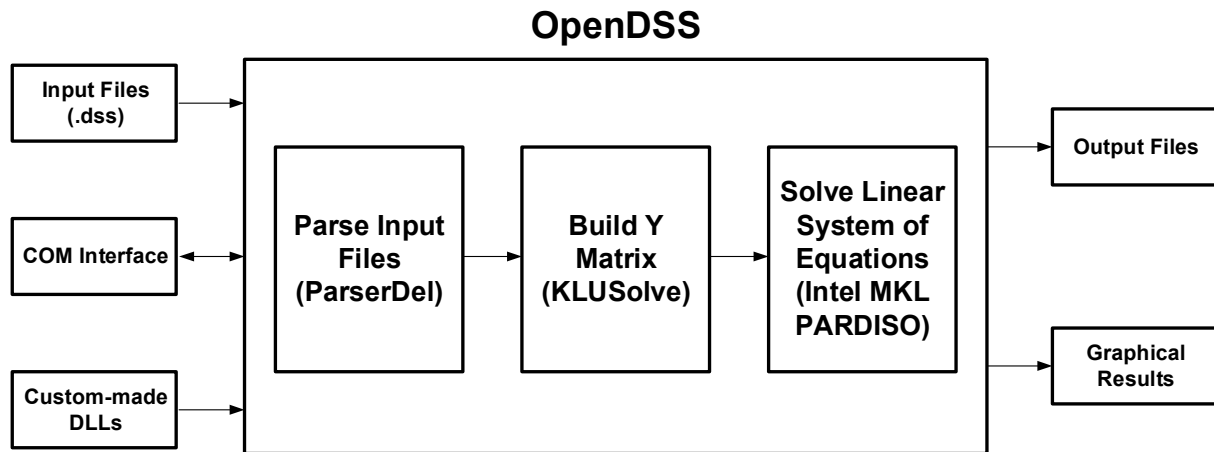 OpenDSS
Input Files
(.dss)
COM Interface
Custom-made
DLLs
Parse Input
Files
(ParserDel)
Build Y
Matrix
(KLUSolve)
Solve Linear
System of
Equations
(Intel MKL
PARDISO)
Output Files
Graphical
Results